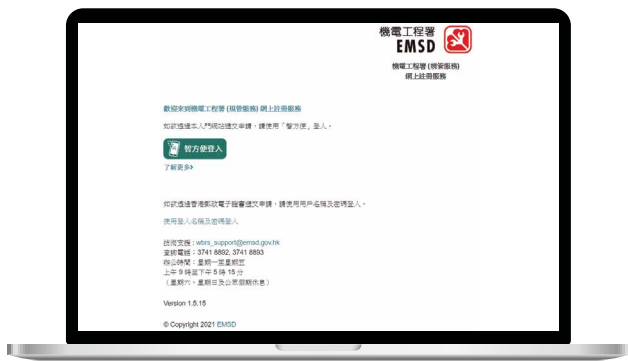 機電工程署
EMSD
機電工程署 (規管服務)
網上註冊服務
歡迎來到機電工程署 (規管服務) 網上註冊服務
如欲透過本入門網站遞交申請，請使用「智方便」登入。
智方便登入
了解更多
如欲透過香港郵政電子證書遞交申請，請使用用戶名稱及密碼登入。
使用登入名稱及密碼登入
技術支援 : wbrs_support@emsd.gov.hk
查詢電話 : 3741 8892, 3741 8893
辦公時間：星期一至星期五
上午 9 時至下午 5 時 15 分
（星期六、星期日及公眾假期休息）
Version 1.5.15
© Copyright 2021 EMSD